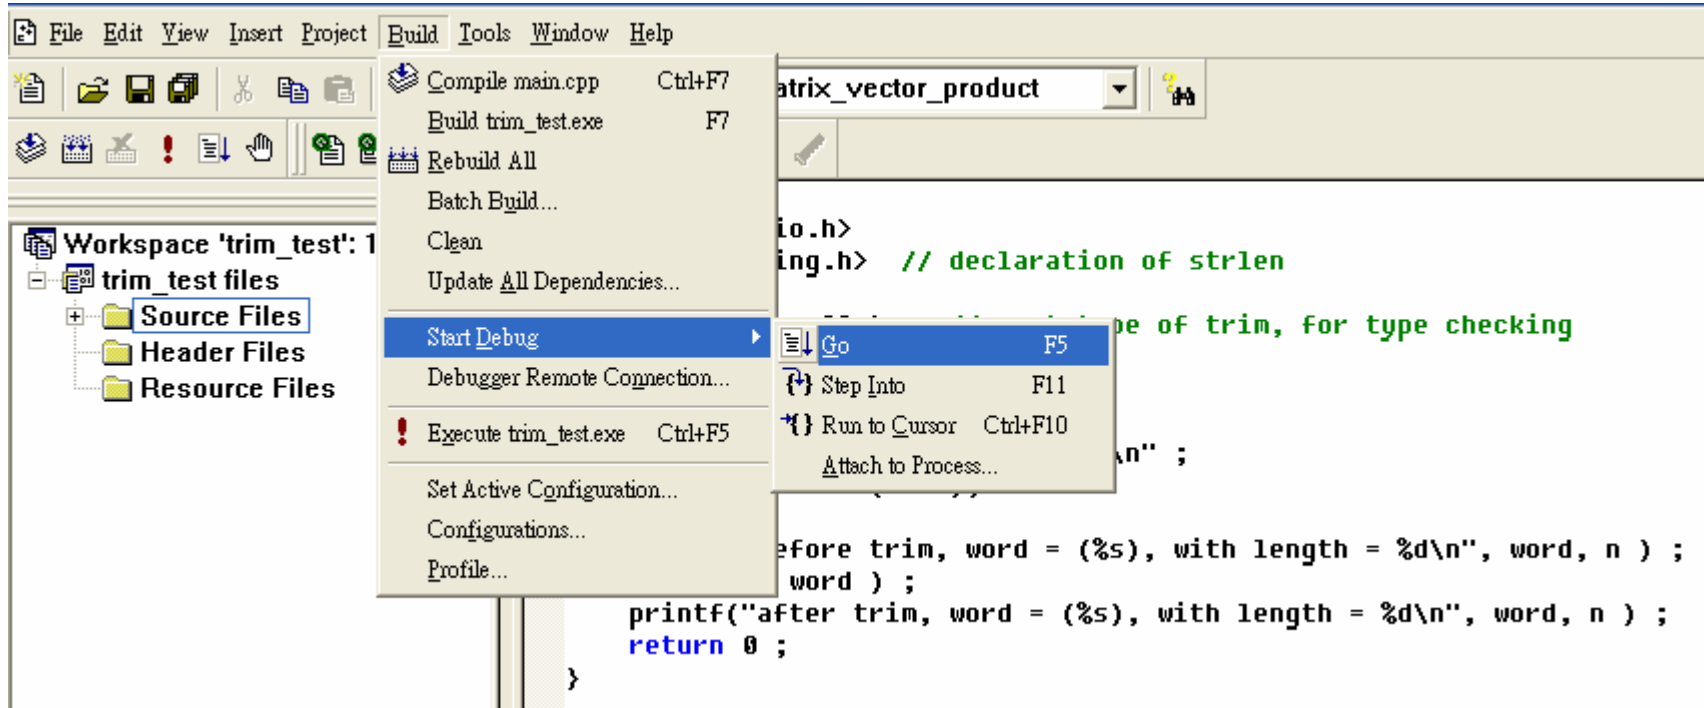 File Edit View Insert Project Build Tools Window Help
Compile main.cpp Ctrl+F7
atrix_vector_product
Build trim_test.exe F7
Rebuild All
Batch Build...
Clean
Update All Dependencies...
Start Debug
Debugger Remote Connection...
Execute trim_test.exe Ctrl+F5
Set Active Configuration...
Configurations...
Profile...
Go F5
Step Into F11
Run to Cursor Ctrl+F10
Attach to Process...
Workspace 'trim_test': 1
trim_test files
Source Files
Header Files
Resource Files
io.h>
ing.h> // declaration of strlen
pe of trim, for type checking
\n" ;
efore trim, word = (%s), with length = %d\n", word, n ) ;
word ) ;
printf("after trim, word = (%s), with length = %d\n", word, n ) ;
return 0 ;
}